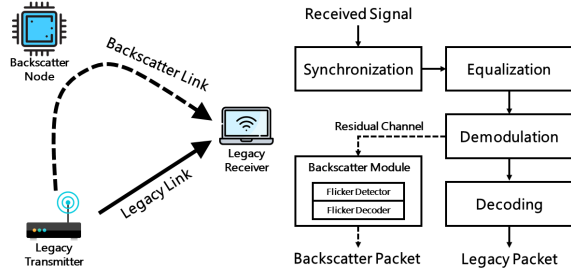 Backscatter
Node
Backscatter Link
Legacy
Receiver
Legacy Link
Legacy
Transmitter
Received Signal
Synchronization
Equalization
Residual Channel
Demodulation
Backscatter Module
Flicker Detector
Flicker Decoder
Decoding
Backscatter Packet
Legacy Packet